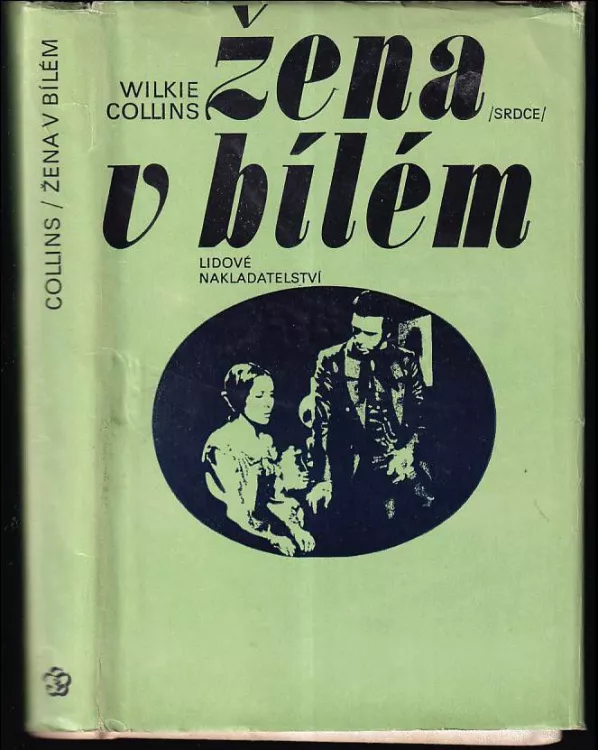 COLLINS / ŽENA V BÍLÉM
WILKIE
COLLINS
žena
/SRDCE/
v bílém
LIDOVÉ
NAKLADATELSTVÍ